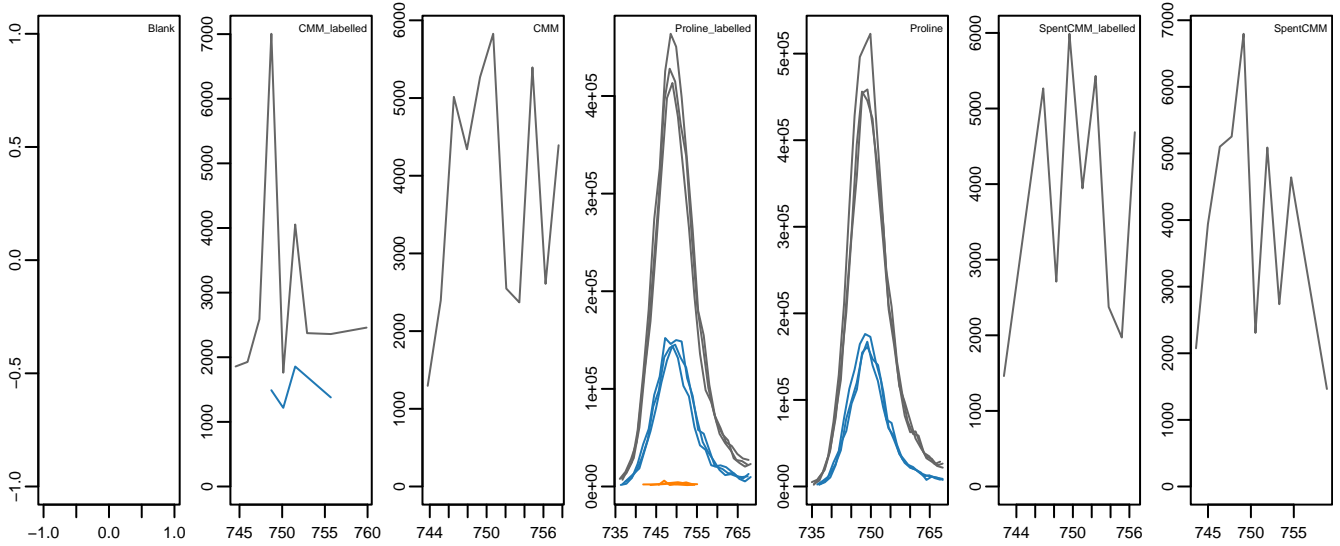 Blank
−1.0 −0.5 0.0 0.5 1.0
−1.0 0.0 1.0
CMM_labelled
0 1000 2000 3000 4000 5000 6000 7000
745 750 755 760
CMM
0 1000 2000 3000 4000 5000 6000
744 750 756
Proline_labelled
0e+00 1e+05 2e+05 3e+05 4e+05
735 745 755 765
Proline
0e+00 1e+05 2e+05 3e+05 4e+05 5e+05
735 750 765
SpentCMM_labelled
0 1000 2000 3000 4000 5000 6000
744 750 756
SpentCMM
0 1000 2000 3000 4000 5000 6000 7000
745 750 755